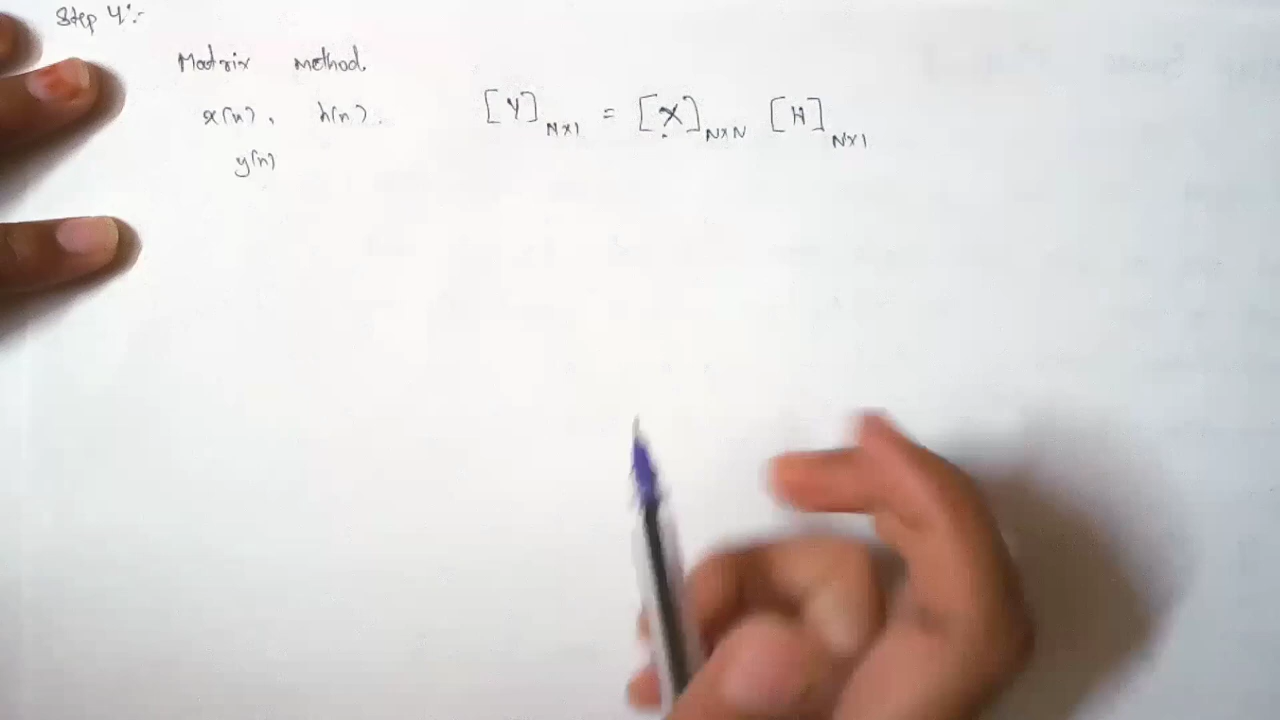 Step 4:-
Matrix method.
x(n), h(n). [Y]N×1 = [X]N×N [H]N×1
y(n)